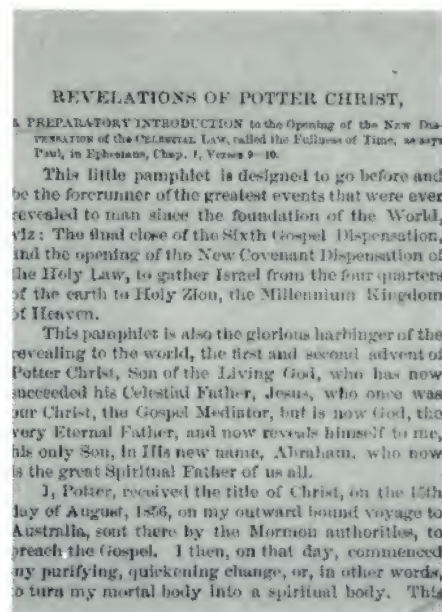 REVELATIONS OF POTTER CHRIST,
A PREPARATORY INTRODUCTION to the Opening of the NEW DIS-
PENSATION of the CELESTIAL LAW, called the Fullness of Time, as says
Paul, in Ephesians, Chap. 1, Verses 9—10.
This little pamphlet is designed to go before and
be the forerunner of the greatest events that were ever
revealed to man since the foundation of the World,
viz: The final close of the Sixth Gospel Dispensation,
and the opening of the New Covenant Dispensation of
the Holy Law, to gather Israel from the four quarters
of the earth to Holy Zion, the Millennium Kingdom
of Heaven.
This pamphlet is also the glorious harbinger of the
revealing to the world, the first and second advent of
Potter Christ, Son of the Living God, who has now
succeeded his Celestial Father, Jesus, who once was
our Christ, the Gospel Mediator, but is now God, the
very Eternal Father, and now reveals himself to me,
his only Son, in His new name, Abraham, who now
is the great Spiritual Father of us all.
I, Potter, received the title of Christ, on the
day of August, 1856, on my outward bound voyage to
Australia, sent there by the Mormon authorities, to
preach the Gospel. I then, on that day, commenced
my purifying, quickening change, or, in other words,
to turn my mortal body into a spiritual body. This